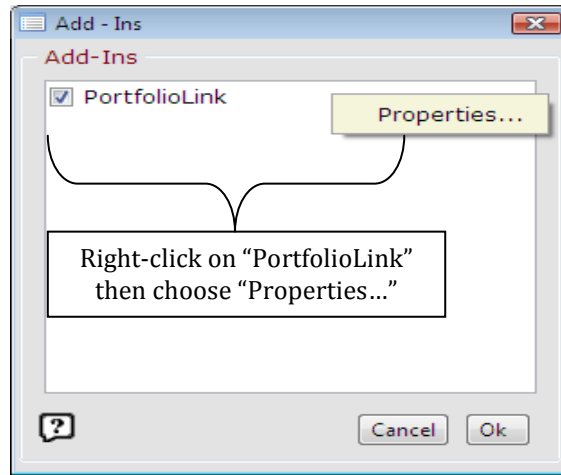 Add - Ins
Add-Ins
PortfolioLink
Properties...
Right-click on “PortfolioLink”
then choose “Properties…”
?
Cancel
Ok